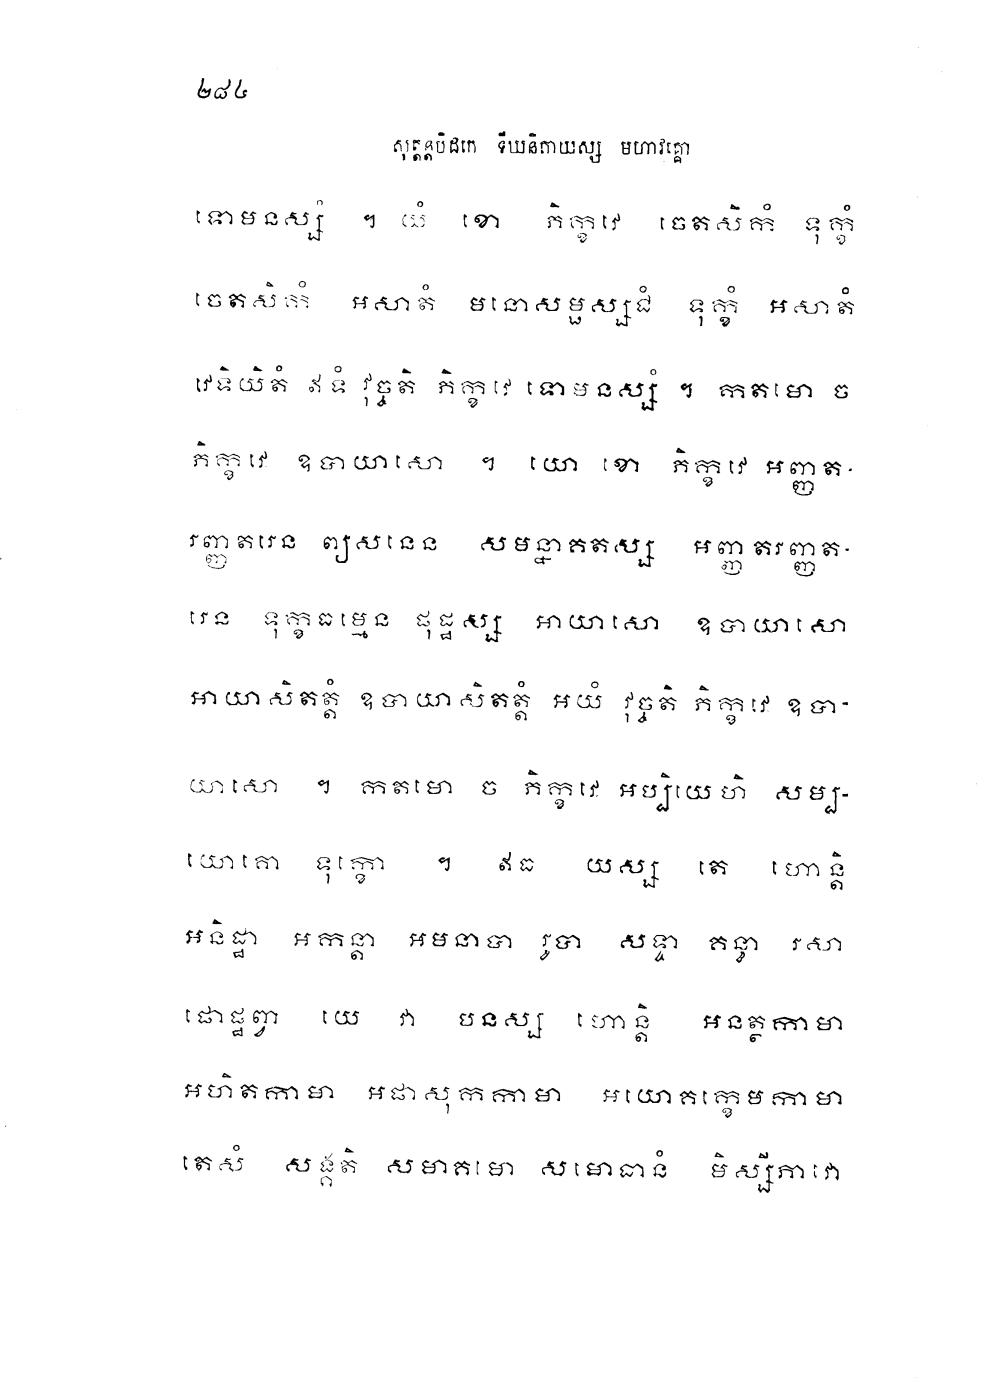 ២៨៤
សុត្តន្តបិដកេ ទីឃនិកាយស្ស មហាវគ្គោ
ទោមនស្សំ ។ យំ ខោ ភិក្ខវេ ចេតសិកំ ទុក្ខំ
ចេតសិកំ អសាតំ មនោសម្ផស្សជំ ទុក្ខំ អសាតំ
វេទិយិតំ ឥទំ វុច្ចតិ ភិក្ខវេ ទោមនស្សំ ។ កតមោ ច
ភិក្ខវេ ឧបាយាសោ ។ យោ ខោ ភិក្ខវេ អញ្ញត-
រញ្ញតរេន ព្យសនេន សមន្នាគតស្ស អញ្ញតរញ្ញត-
រេន ទុក្ខធម្មេន ផុដ្ឋស្ស អាយាសោ ឧបាយាសោ
អាយាសិតត្តំ ឧបាយាសិតត្តំ អយំ វុច្ចតិ ភិក្ខវេ ឧបា-
យាសោ ។ កតមោ ច ភិក្ខវេ អប្បិយេហិ សម្ប-
យោគោ ទុក្ខោ ។ ឥធ យស្ស តេ ហោន្តិ
អនិដ្ឋា អកន្តា អមនាបា រូបា សទ្ទា គន្ធា រសា
ផោដ្ឋព្វា យេ វា បនស្ស ហោន្តិ អនត្ថកាមា
អហិតកាមា អផាសុកកាមា អយោគក្ខេមកាមា
តេសំ សង្គតិ សមាគមោ សមោធានំ មិស្សីភាវោ